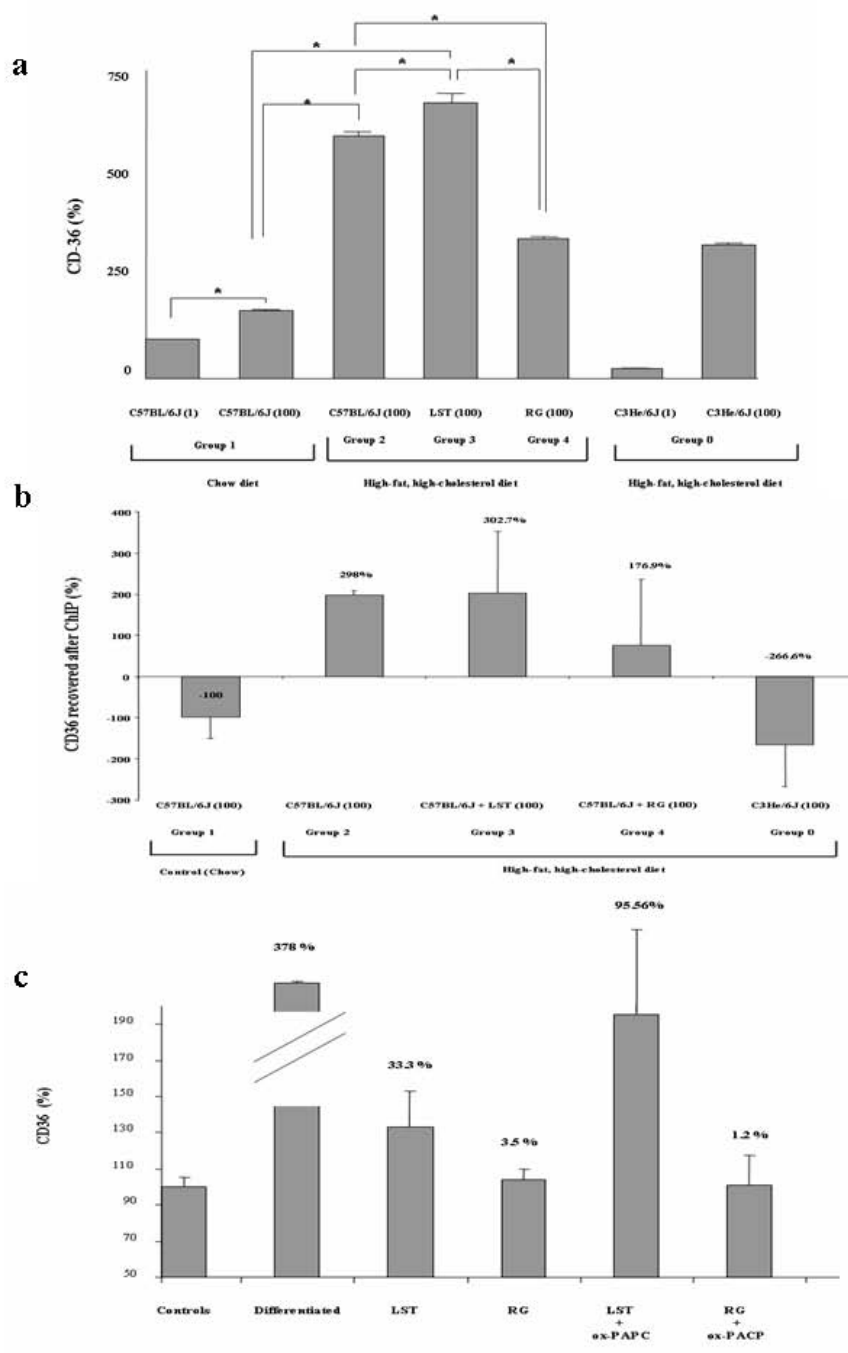 a
*
*
*
*
*
*
CD-36 (%)
750
500
250
0
C57BL/6J (1) C57BL/6J (100) C57BL/6J (100) LST (100) RG (100) C3He/6J (1) C3He/6J (100)
Group 1 Group 2 Group 3 Group 4 Group 0
Chow diet High-fat, high-cholesterol diet High-fat, high-cholesterol diet
b
CD36 recovered after ChIP (%)
400
300
200
100
0
-100
-200
-300
-100 298% 302.7% 176.9% -266.6%
C57BL/6J (100) C57BL/6J (100) C57BL/6J + LST (100) C57BL/6J + RG (100) C3He/6J (100)
Group 1 Group 2 Group 3 Group 4 Group 0
Control (Chow) High-fat, high-cholesterol diet
c
CD36 (%)
190
170
150
130
110
90
70
50
378 % 33.3 % 3.5 % 95.56% 1.2 %
Controls Differentiated LST RG LST RG
+ +
ox-PAPC ox-PACP